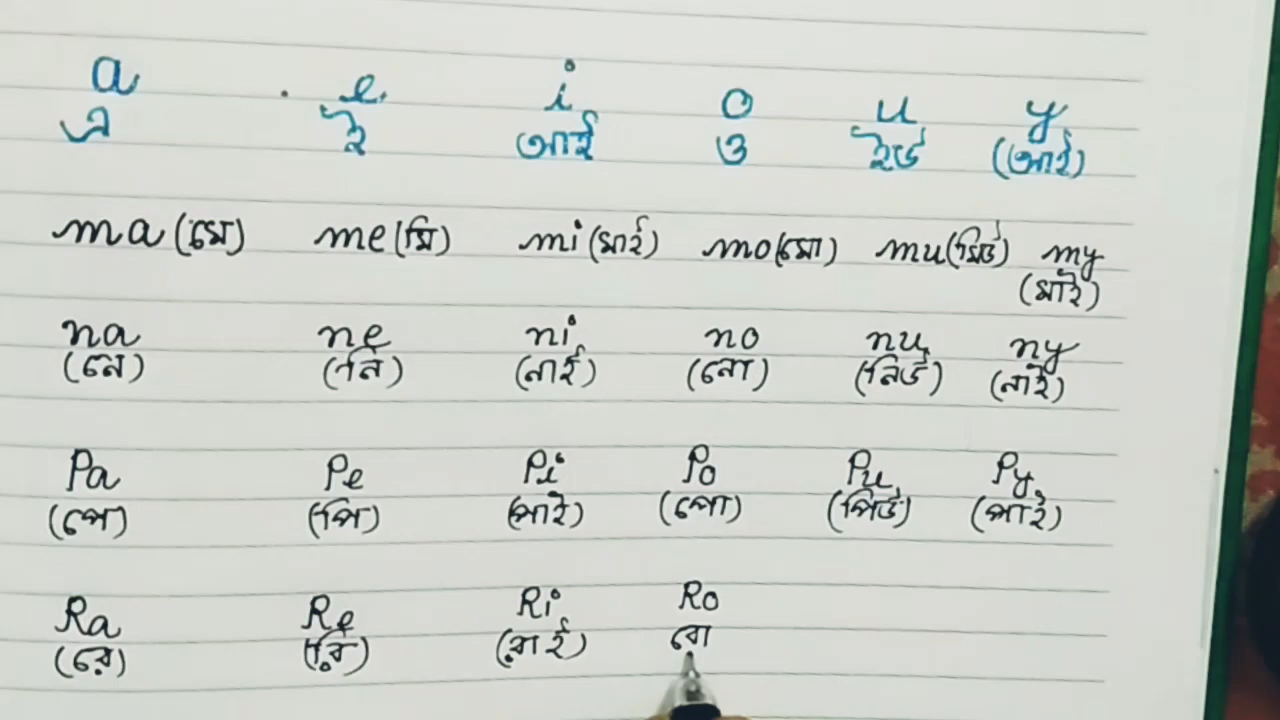 a e i o u y
এ ই আই ও ইউ (আই)
ma (মে) me (মি) mi (মাই) mo (মো) mu (মিউ) my
(মাই)
na ne ni no nu ny
(নে) (নি) (নাই) (নো) (নিউ) (নাই)
Pa Pe Pi Po Pu Py
(পে) (পি) (পাই) (পো) (পিউ) (পাই)
Ra Re Ri Ro
(রে) (রি) (রাই) রো